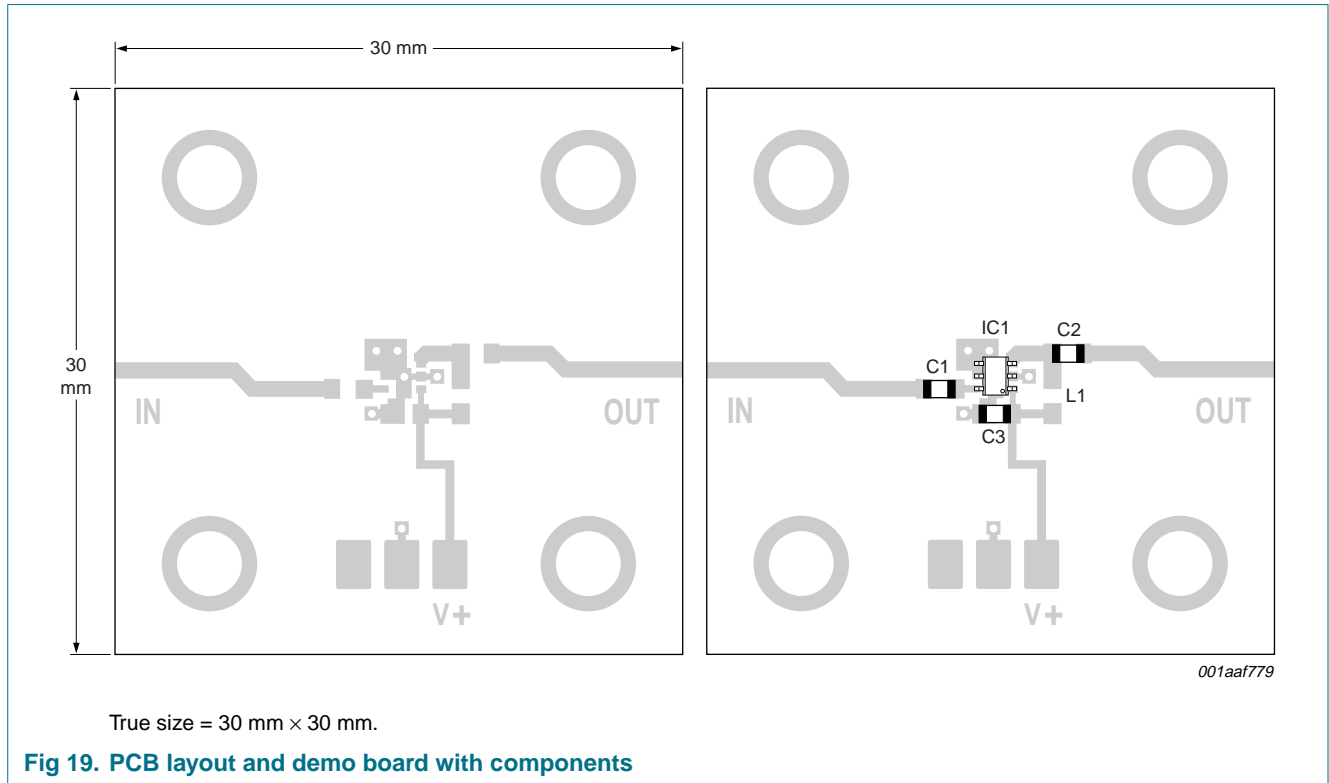 30 mm
30
mm
IN
OUT
V+
IC1
C2
C1
L1
C3
IN
OUT
V+
001aaf779
True size = 30 mm × 30 mm.
Fig 19. PCB layout and demo board with components